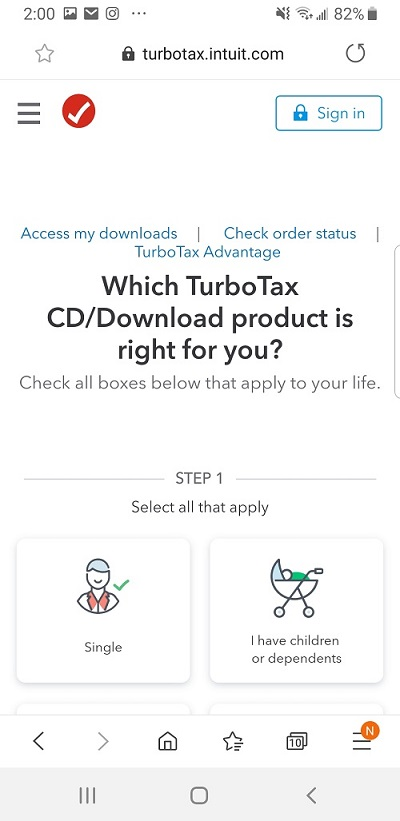 2:00 82%
turbotax.intuit.com
Sign in
Access my downloads | Check order status |
TurboTax Advantage
Which TurboTax
CD/Download product is
right for you?
Check all boxes below that apply to your life.
STEP 1
Select all that apply
Single
I have children
or dependents
10
N